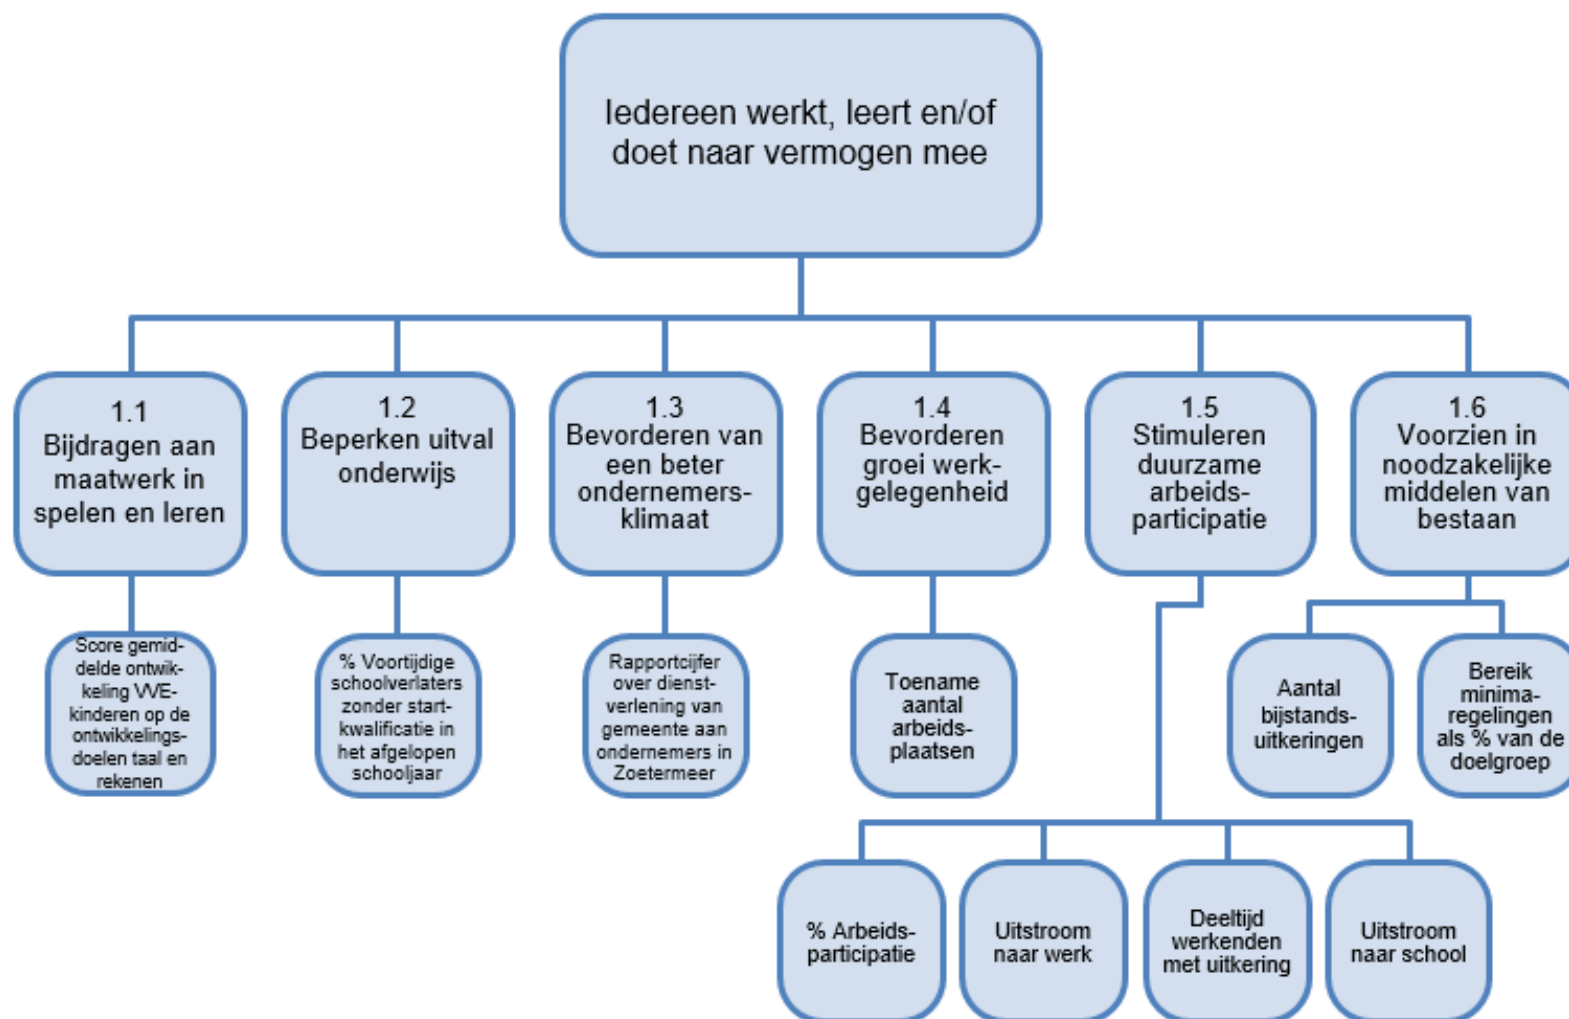 Iedereen werkt, leert en/of
doet naar vermogen mee
1.1
Bijdragen aan
maatwerk in
spelen en leren
1.2
Beperken uitval
onderwijs
1.3
Bevorderen van
een beter
ondernemers-
klimaat
1.4
Bevorderen
groei werk-
gelegenheid
1.5
Stimuleren
duurzame
arbeids-
participatie
1.6
Voorzien in
noodzakelijke
middelen van
bestaan
Score gemid-
delde ontwik-
keling VVE-
kinderen op de
ontwikkelings-
doelen taal en
rekenen
% Voortijdige
schoolverlaters
zonder start-
kwalificatie in
het afgelopen
schooljaar
Rapportcijfer
over dienst-
verlening van
gemeente aan
ondernemers in
Zoetermeer
Toename
aantal
arbeids-
plaatsen
Aantal
bijstands-
uitkeringen
Bereik
minima-
regelingen
als % van de
doelgroep
% Arbeids-
participatie
Uitstroom
naar werk
Deeltijd
werkenden
met uitkering
Uitstroom
naar school